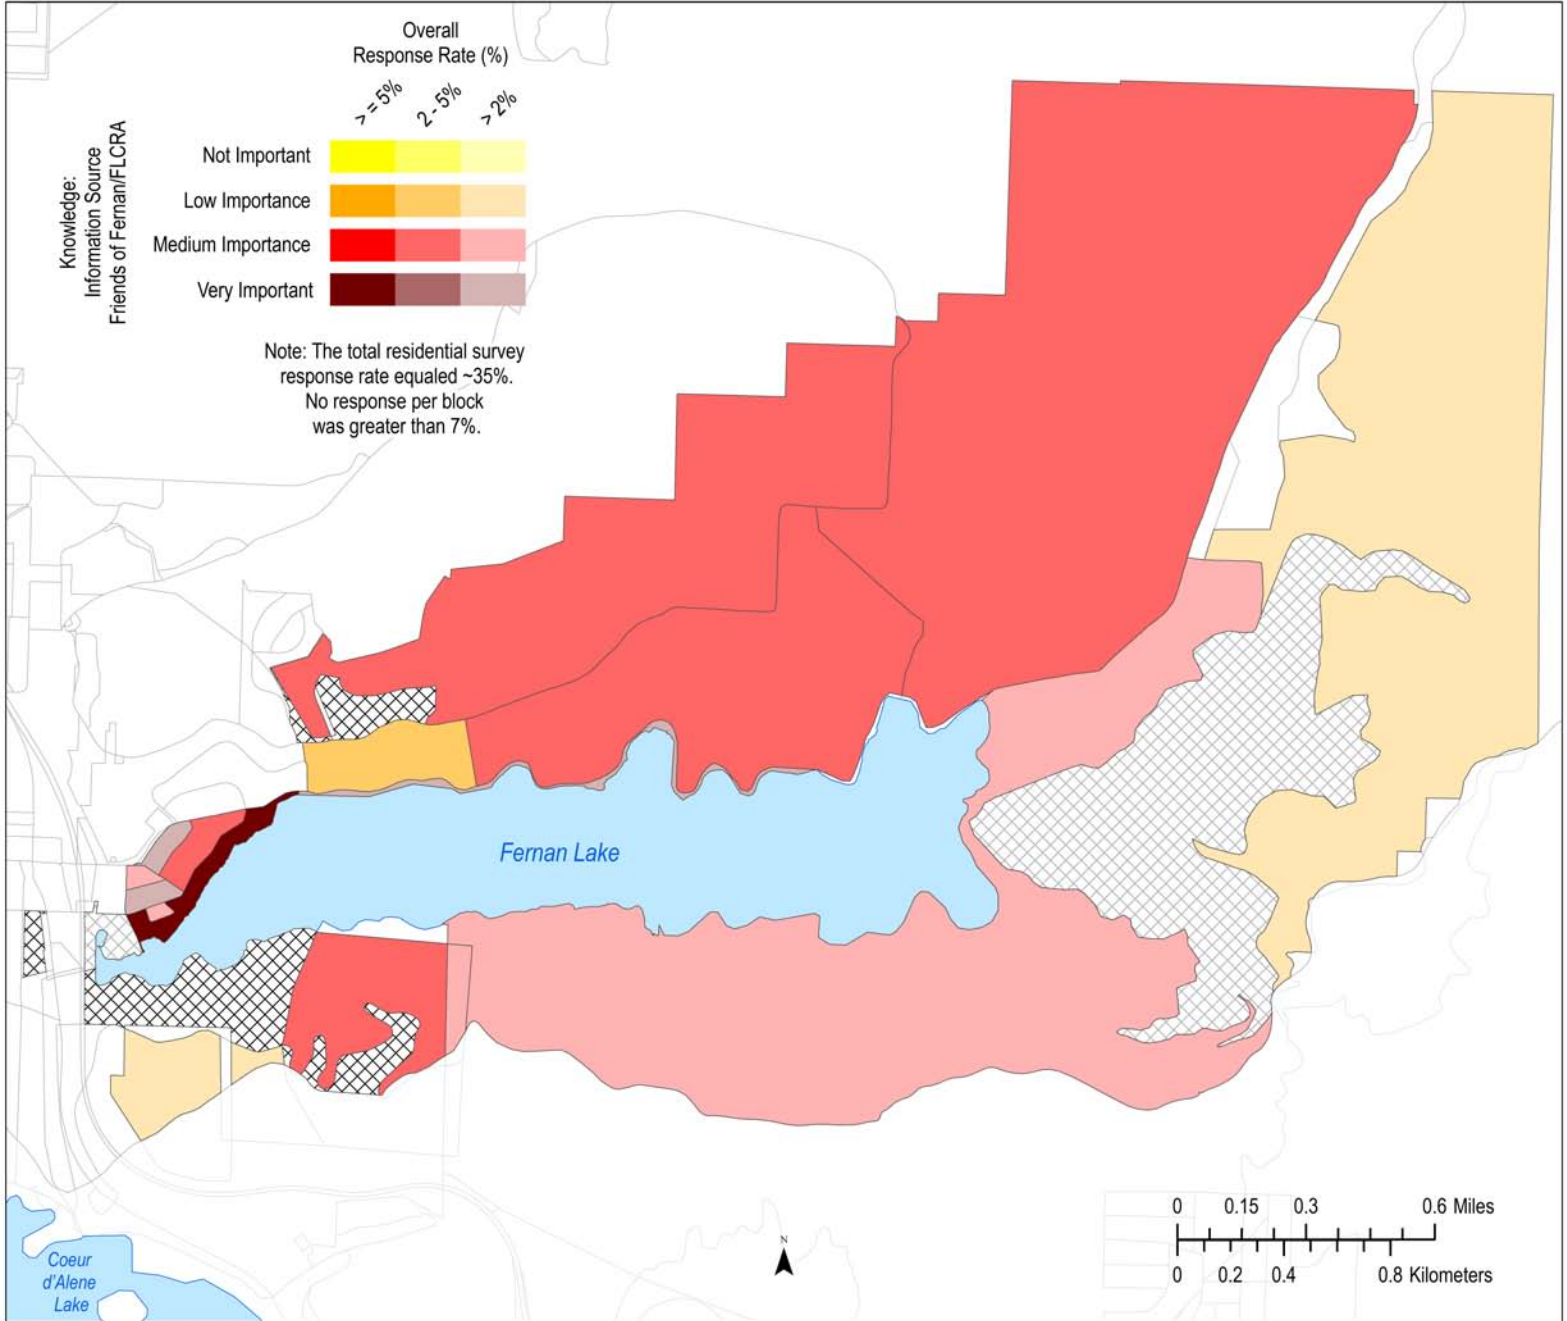 Overall
Response Rate (%)
> = 5%
2 - 5%
> 2%
Knowledge:
Information Source
Friends of Fernan/FLCRA
Not Important
Low Importance
Medium Importance
Very Important
Note: The total residential survey
response rate equaled ~35%.
No response per block
was greater than 7%.
Fernan Lake
Coeur
d'Alene
Lake
N
0 0.15 0.3 0.6 Miles
0 0.2 0.4 0.8 Kilometers